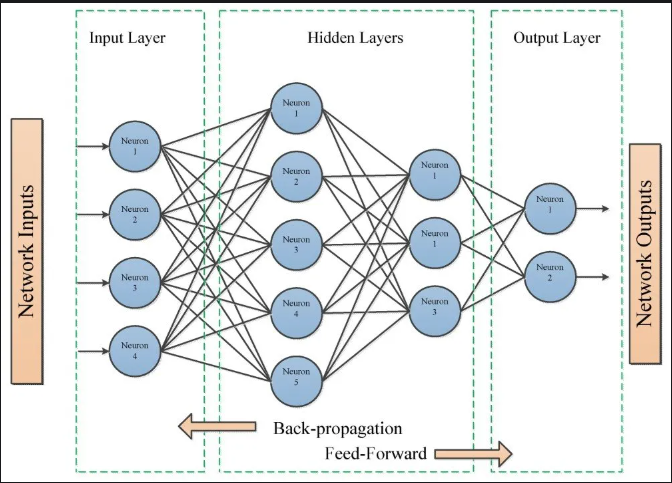 Input Layer
Hidden Layers
Output Layer
Network Inputs
Neuron
1
Neuron
2
Neuron
3
Neuron
4
Neuron
1
Neuron
2
Neuron
3
Neuron
4
Neuron
5
Neuron
1
Neuron
1
Neuron
3
Neuron
1
Neuron
2
Network Outputs
Back-propagation
Feed-Forward